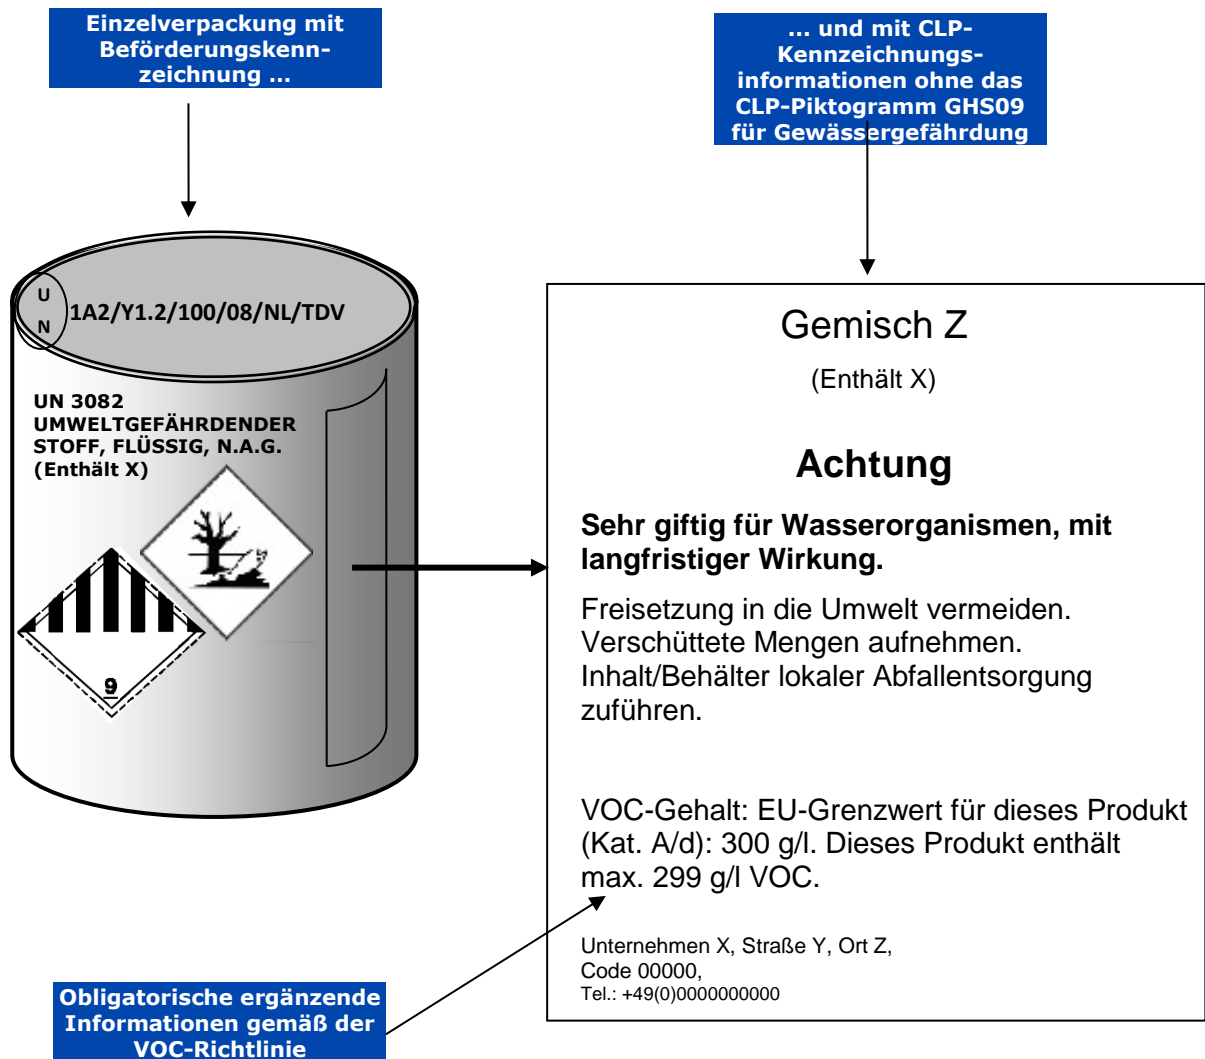 Einzelverpackung mit
Beförderungskenn-
zeichnung ...
... und mit CLP-
Kennzeichnungs-
informationen ohne das
CLP-Piktogramm GHS09
für Gewässergefährdung
U
N
1A2/Y1.2/100/08/NL/TDV
UN 3082
UMWELTGEFÄHRDENDER
STOFF, FLÜSSIG, N.A.G.
(Enthält X)
9
Gemisch Z
(Enthält X)
Achtung
Sehr giftig für Wasserorganismen, mit
langfristiger Wirkung.
Freisetzung in die Umwelt vermeiden.
Verschüttete Mengen aufnehmen.
Inhalt/Behälter lokaler Abfallentsorgung
zuführen.
VOC-Gehalt: EU-Grenzwert für dieses Produkt
(Kat. A/d): 300 g/l. Dieses Produkt enthält
max. 299 g/l VOC.
Unternehmen X, Straße Y, Ort Z,
Code 00000,
Tel.: +49(0)0000000000
Obligatorische ergänzende
Informationen gemäß der
VOC-Richtlinie